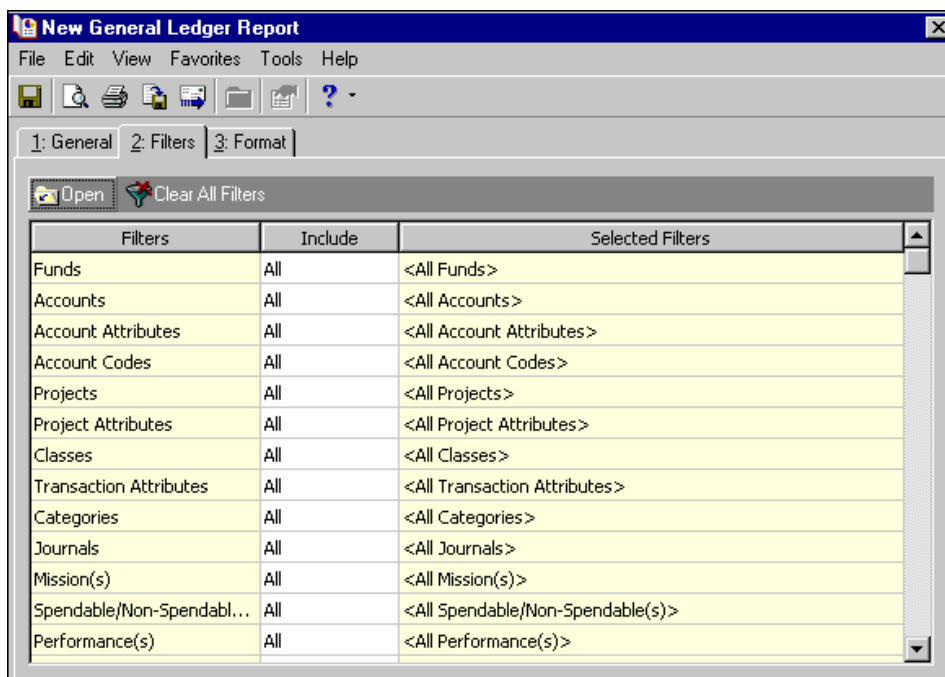 New General Ledger Report
File Edit View Favorites Tools Help
?
1: General 2: Filters 3: Format
Open Clear All Filters
Filters Include Selected Filters
Funds All <All Funds>
Accounts All <All Accounts>
Account Attributes All <All Account Attributes>
Account Codes All <All Account Codes>
Projects All <All Projects>
Project Attributes All <All Project Attributes>
Classes All <All Classes>
Transaction Attributes All <All Transaction Attributes>
Categories All <All Categories>
Journals All <All Journals>
Mission(s) All <All Mission(s)>
Spendable/Non-Spendabl... All <All Spendable/Non-Spendable(s)>
Performance(s) All <All Performance(s)>